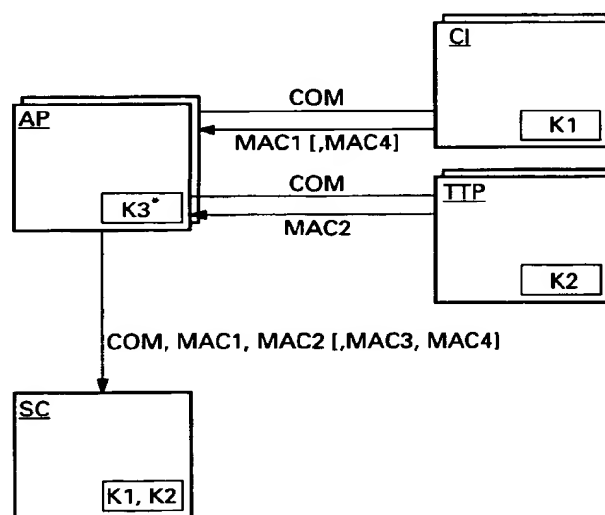 CI
K1
COM
MAC1 [,MAC4]
AP
K3*
COM
MAC2
TTP
K2
COM, MAC1, MAC2 [,MAC3, MAC4]
SC
K1, K2